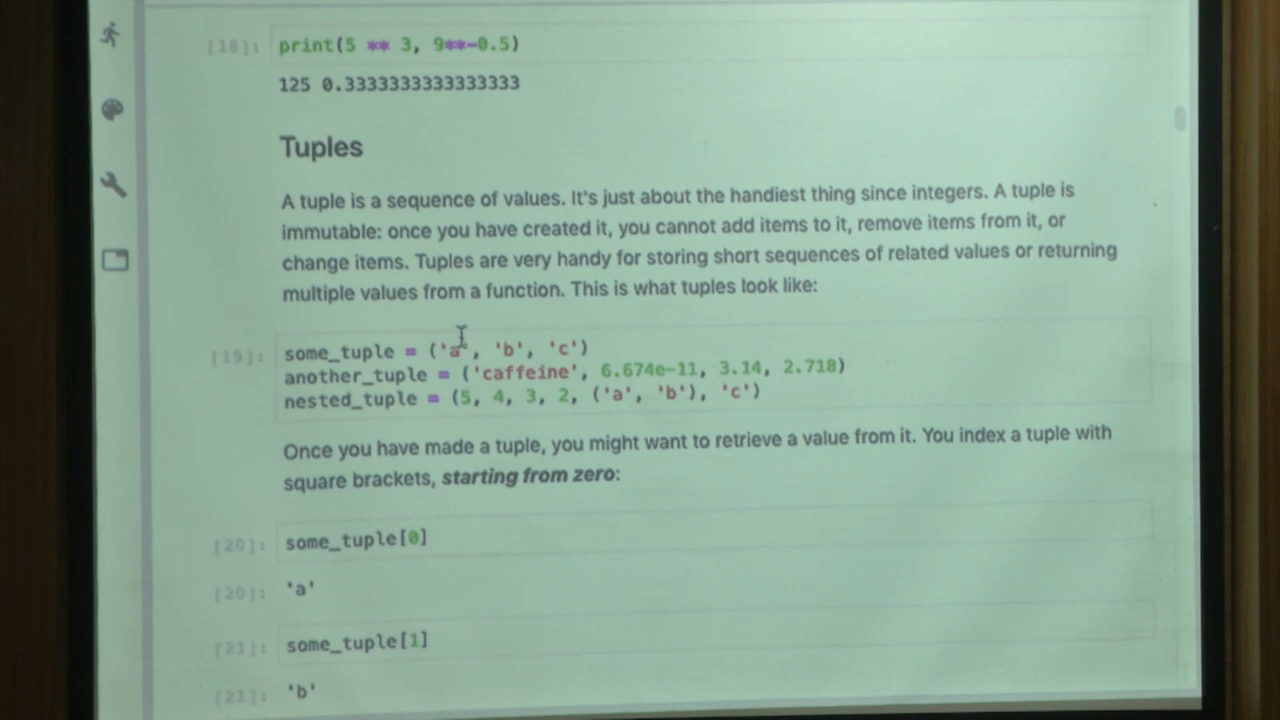 [18]: print(5 ** 3, 9**-0.5)
125 0.3333333333333333
Tuples
A tuple is a sequence of values. It's just about the handiest thing since integers. A tuple is
immutable: once you have created it, you cannot add items to it, remove items from it, or
change items. Tuples are very handy for storing short sequences of related values or returning
multiple values from a function. This is what tuples look like:
[19]: some_tuple = ('a', 'b', 'c')
another_tuple = ('caffeine', 6.674e-11, 3.14, 2.718)
nested_tuple = (5, 4, 3, 2, ('a', 'b'), 'c')
Once you have made a tuple, you might want to retrieve a value from it. You index a tuple with
square brackets, starting from zero:
[20]: some_tuple[0]
[20]: 'a'
[21]: some_tuple[1]
[21]: 'b'